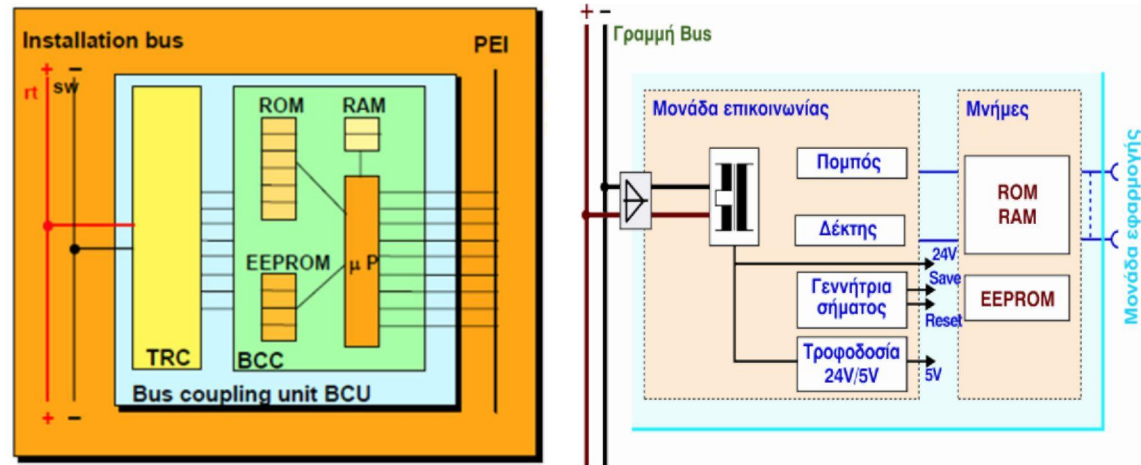 Installation bus
PEI
+ −
rt
sw
ROM
RAM
EEPROM
μ P
TRC
BCC
Bus coupling unit BCU
+ −
+ −
Γραμμή Bus
Μονάδα επικοινωνίας
Μνήμες
Πομπός
Δέκτης
ROM
RAM
24V
Γεννήτρια
σήματος
Save
Reset
EEPROM
Τροφοδοσία
24V/5V
5V
Μονάδα εφαρμογής